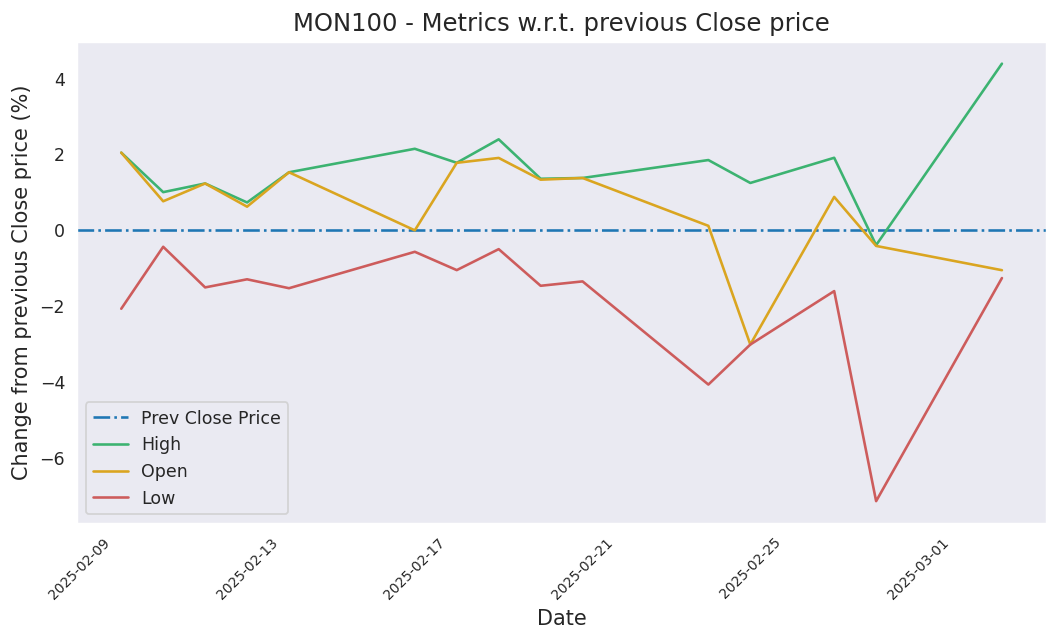 MON100 - Metrics w.r.t. previous Close price
Change from previous Close price (%)
4
2
0
−2
−4
−6
Prev Close Price
High
Open
Low
2025-02-09
2025-02-13
2025-02-17
2025-02-21
2025-02-25
2025-03-01
Date